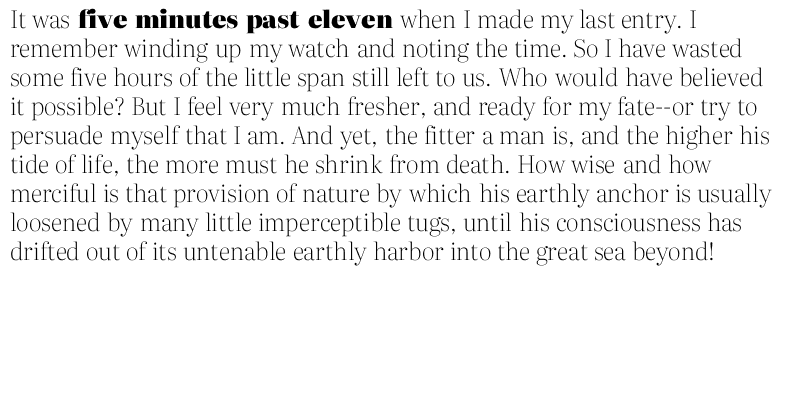 It was five minutes past eleven when I made my last entry. I
remember winding up my watch and noting the time. So I have wasted
some five hours of the little span still left to us. Who would have believed
it possible? But I feel very much fresher, and ready for my fate--or try to
persuade myself that I am. And yet, the fitter a man is, and the higher his
tide of life, the more must he shrink from death. How wise and how
merciful is that provision of nature by which his earthly anchor is usually
loosened by many little imperceptible tugs, until his consciousness has
drifted out of its untenable earthly harbor into the great sea beyond!